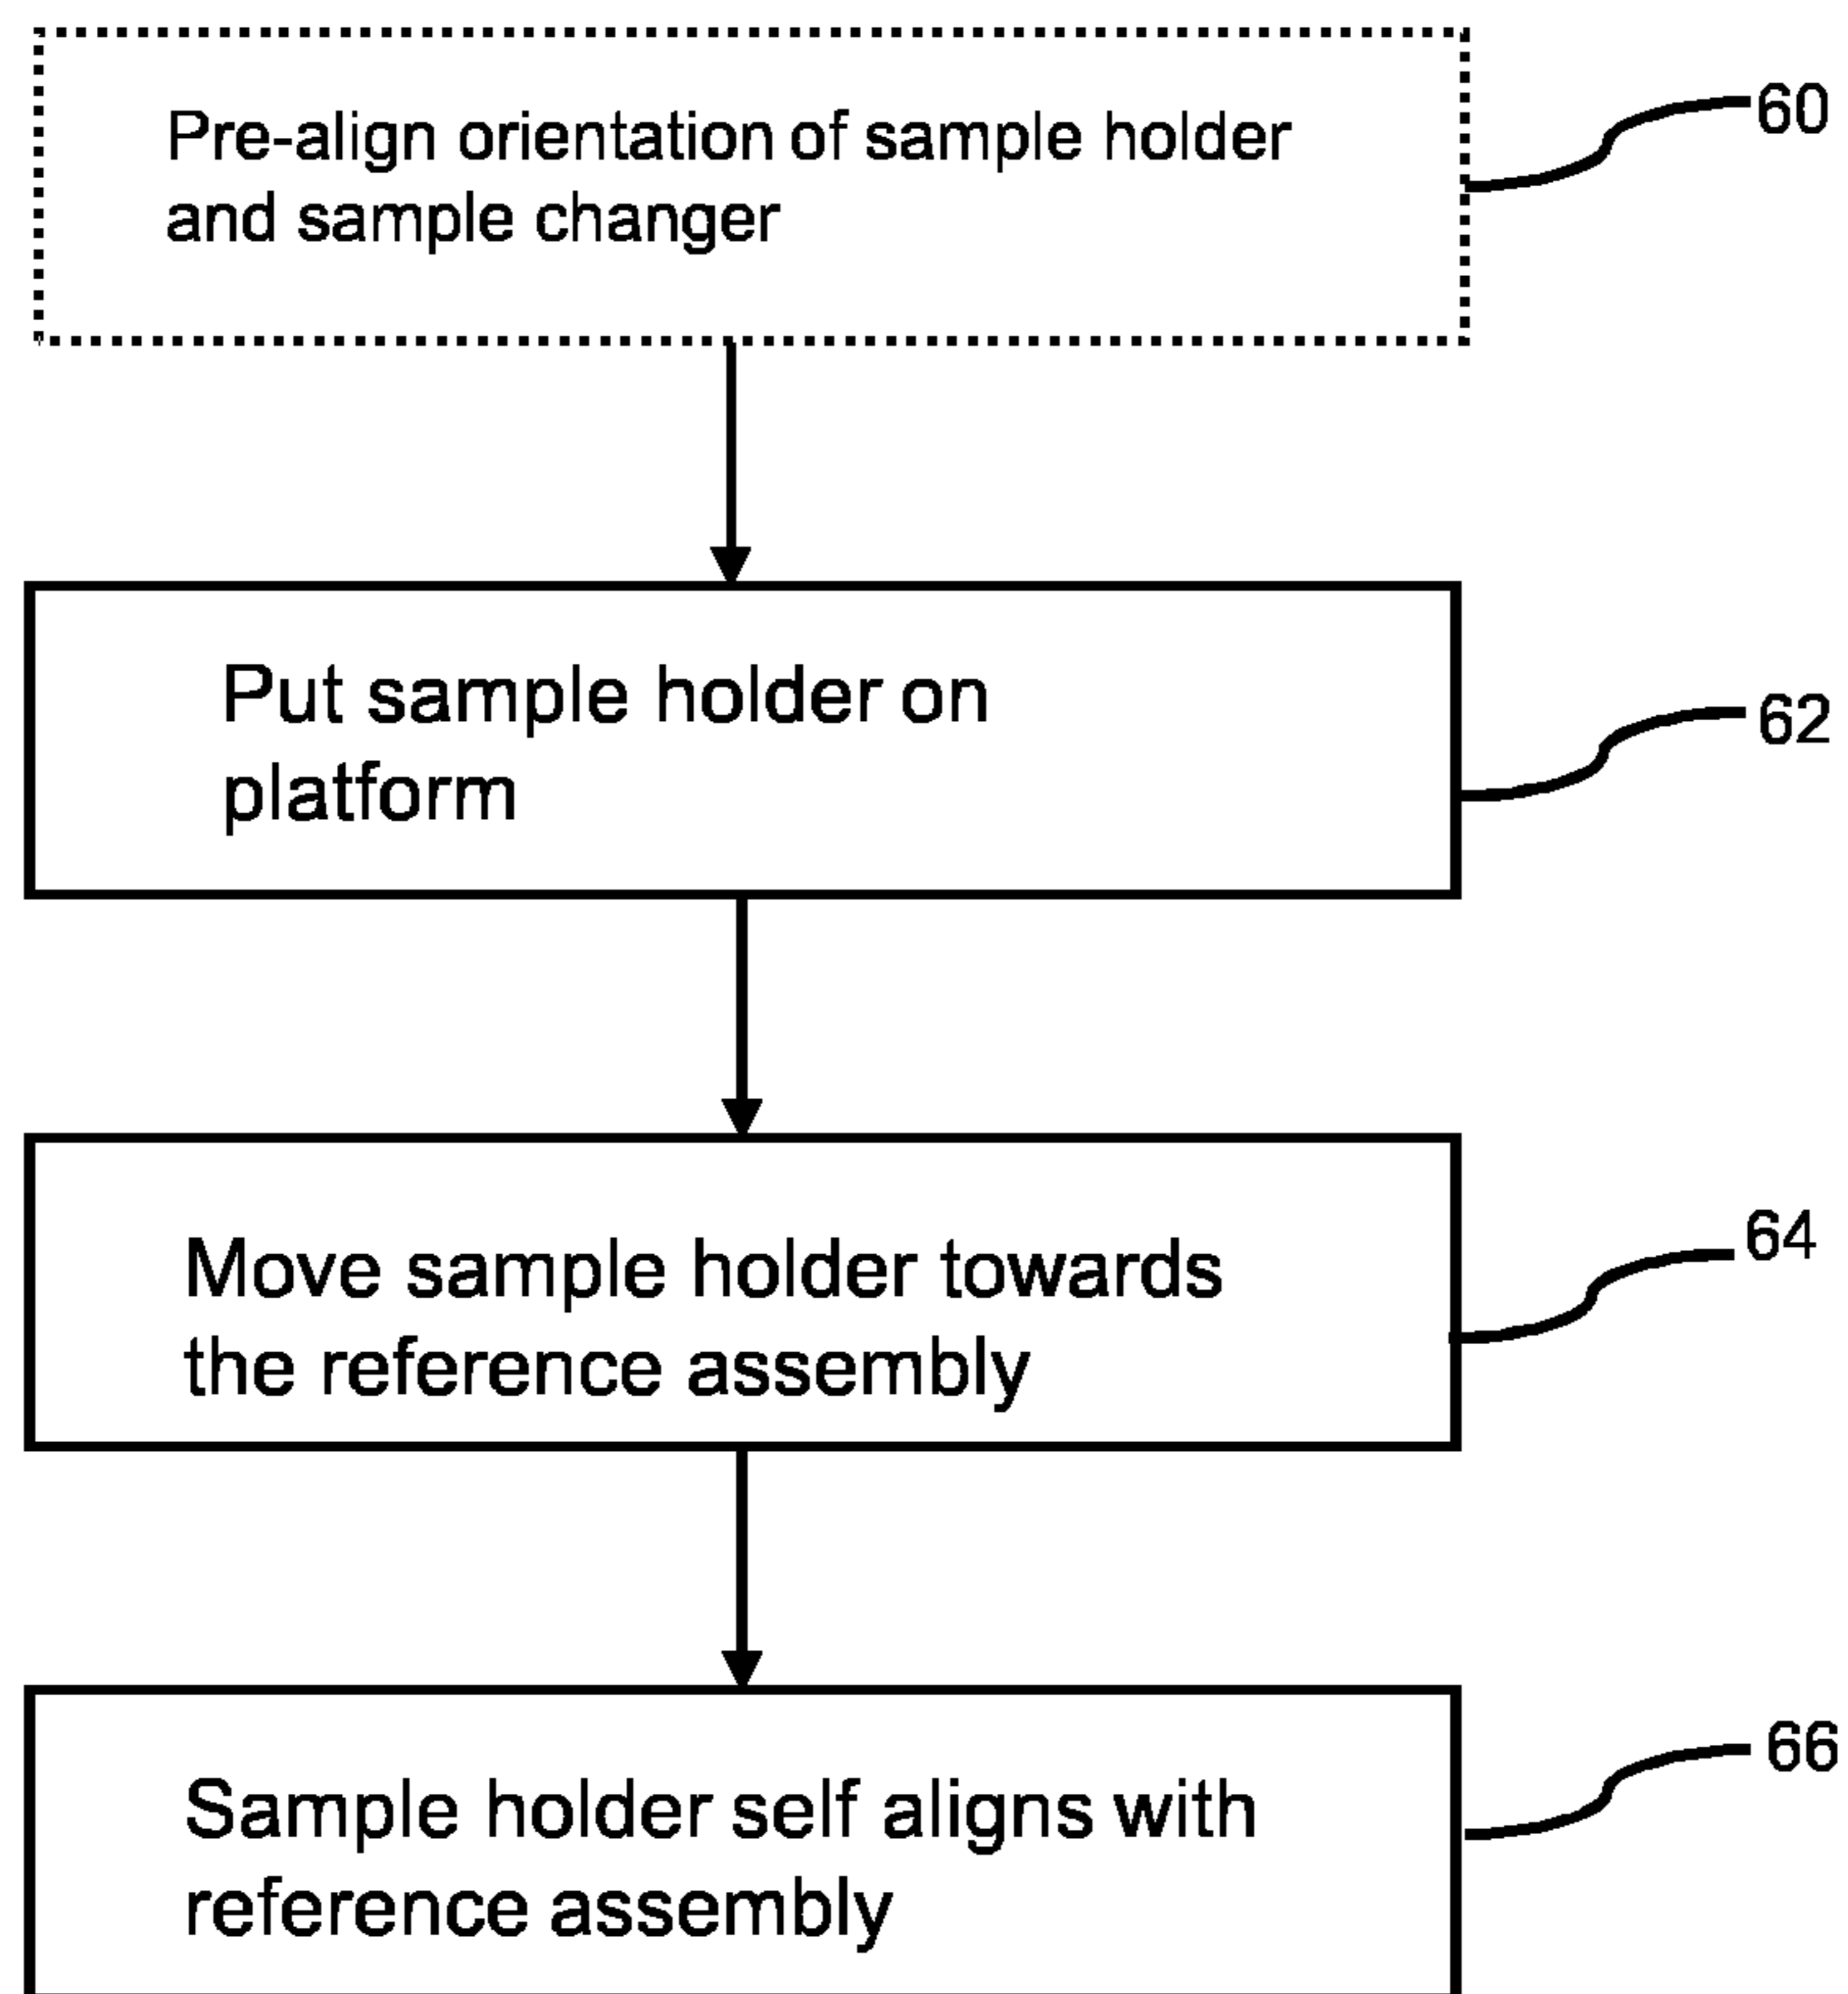 Pre-align orientation of sample holder
and sample changer
60
Put sample holder on
platform
62
Move sample holder towards
the reference assembly
64
Sample holder self aligns with
reference assembly
66